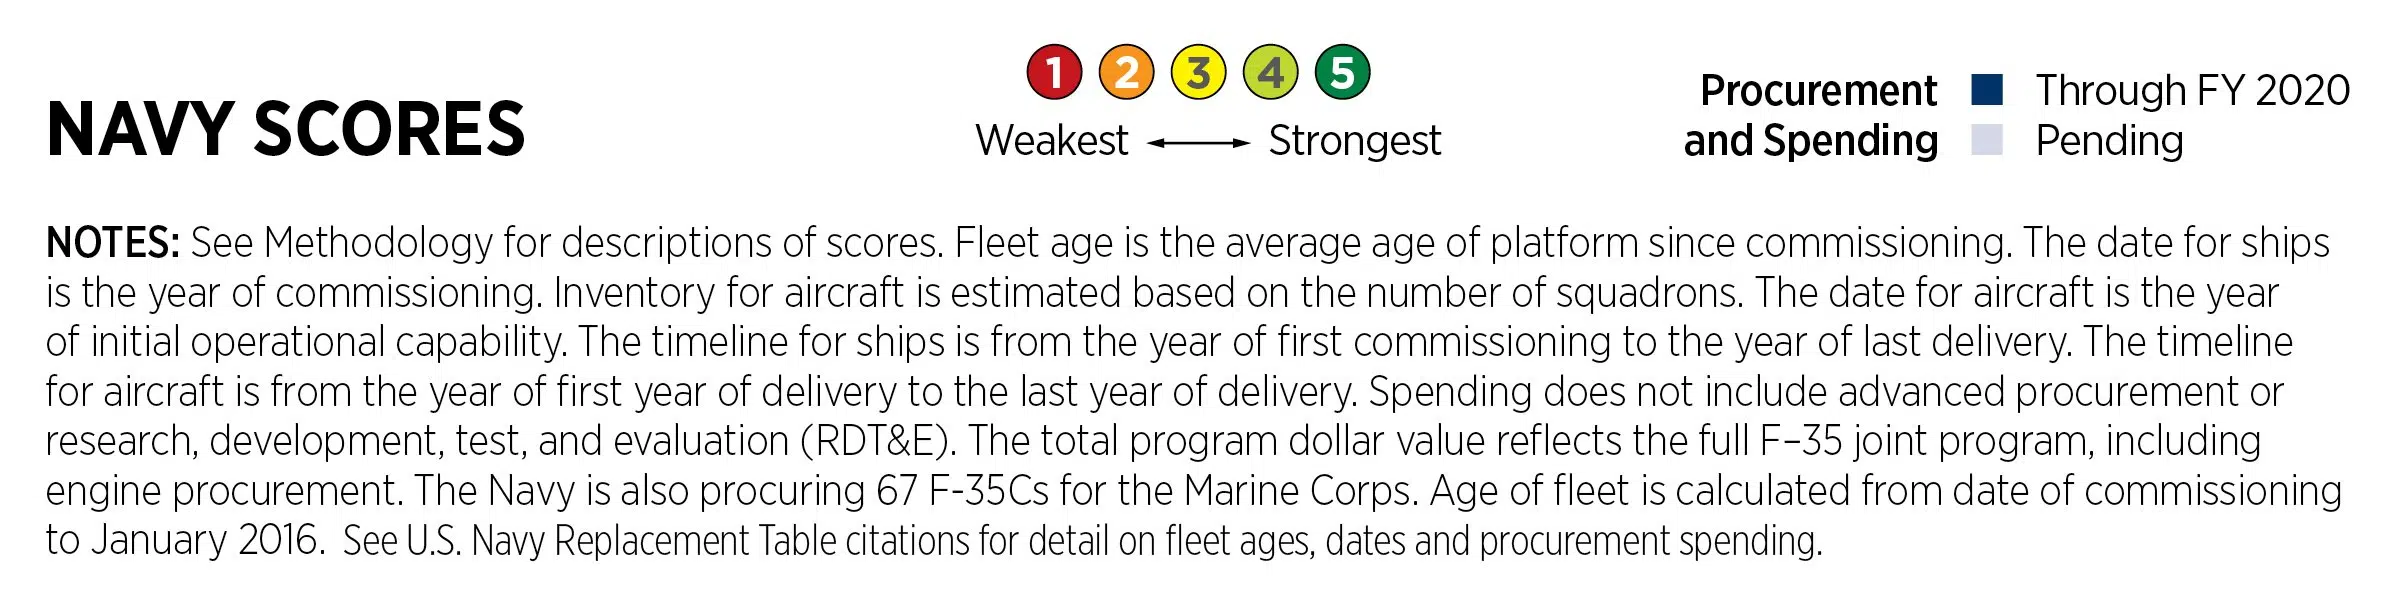 NAVY SCORES
1 2 3 4 5
Weakest Strongest
Procurement and Spending
Through FY 2020
Pending
NOTES: See Methodology for descriptions of scores. Fleet age is the average age of platform since commissioning. The date for ships
is the year of commissioning. Inventory for aircraft is estimated based on the number of squadrons. The date for aircraft is the year
of initial operational capability. The timeline for ships is from the year of first commissioning to the year of last delivery. The timeline
for aircraft is from the year of first year of delivery to the last year of delivery. Spending does not include advanced procurement or
research, development, test, and evaluation (RDT&E). The total program dollar value reflects the full F–35 joint program, including
engine procurement. The Navy is also procuring 67 F-35Cs for the Marine Corps. Age of fleet is calculated from date of commissioning
to January 2016. See U.S. Navy Replacement Table citations for detail on fleet ages, dates and procurement spending.